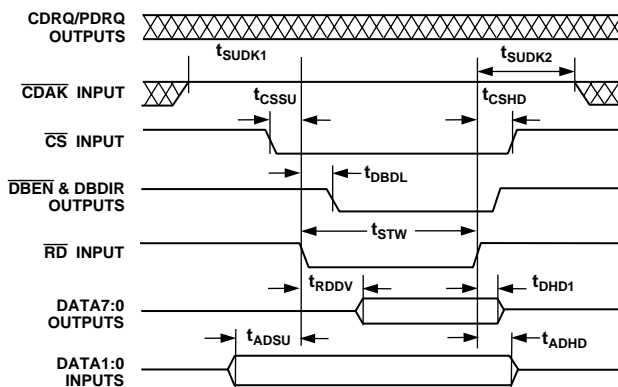 CDRQ/PDRQ
OUTPUTS
tSUDK1
tSUDK2
CDAK INPUT
tCSSU
tCSHD
CS INPUT
tDBDL
DBEN & DBDIR
OUTPUTS
tSTW
RD INPUT
tRDDV
tDHD1
DATA7:0
OUTPUTS
tADSU
tADHD
DATA1:0
INPUTS